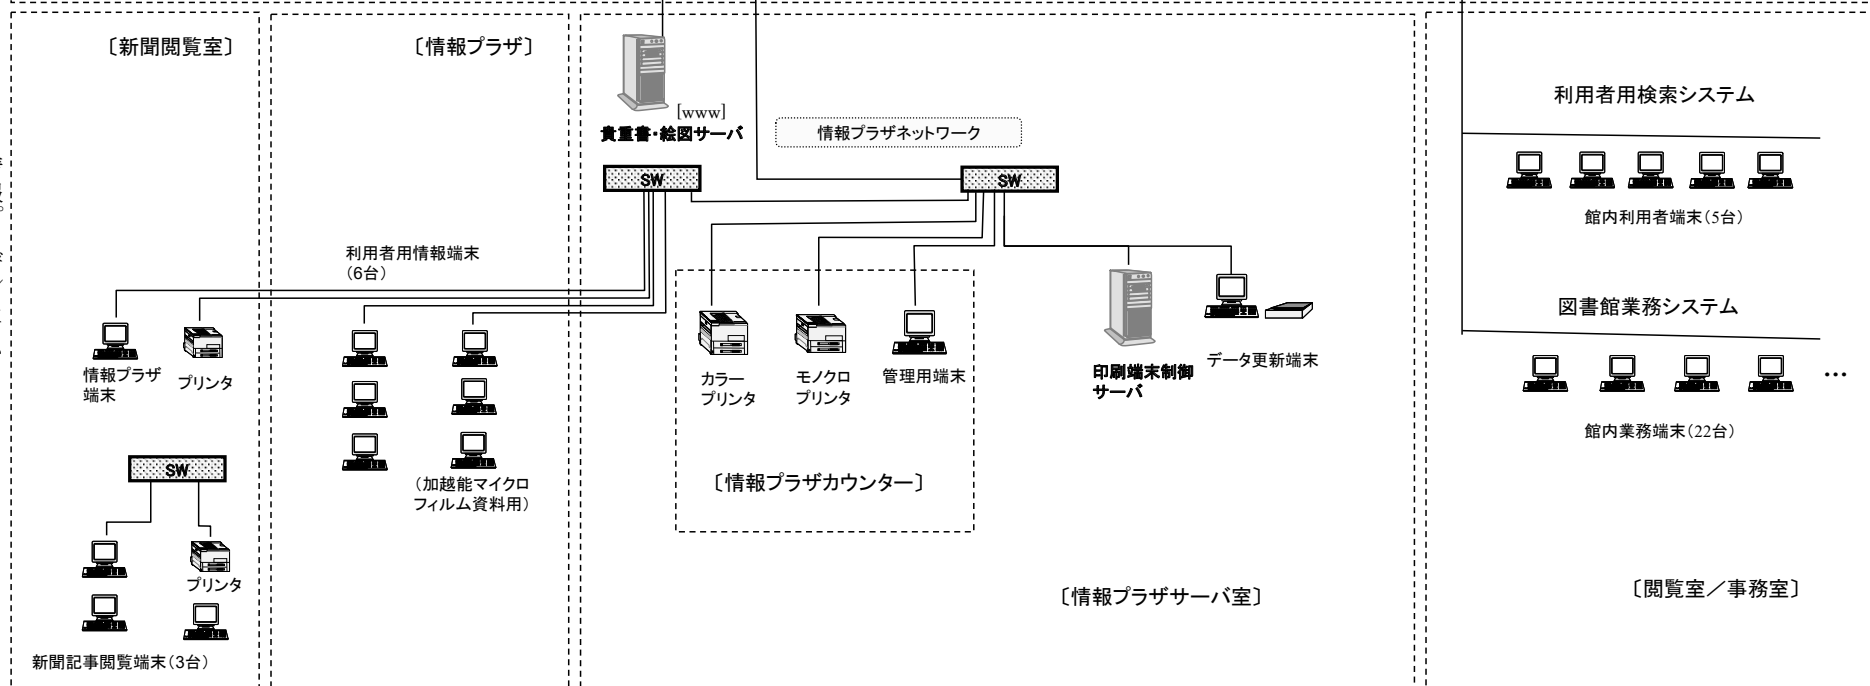 〔新聞閲覧室〕
〔情報プラザ〕
[www]
貴重書・絵図サーバ
情報プラザネットワーク
利用者用検索システム
SW
SW
館内利用者端末（5台）
利用者用情報端末
（6台）
図書館業務システム
情報プラザ
端末
プリンタ
カラー
プリンタ
モノクロ
プリンタ
管理用端末
印刷端末制御
サーバ
データ更新端末
…
館内業務端末（22台）
SW
（加越能マイクロ
フィルム資料用）
〔情報プラザカウンター〕
プリンタ
〔情報プラザサーバ室〕
〔閲覧室／事務室〕
新聞記事閲覧端末（3台）